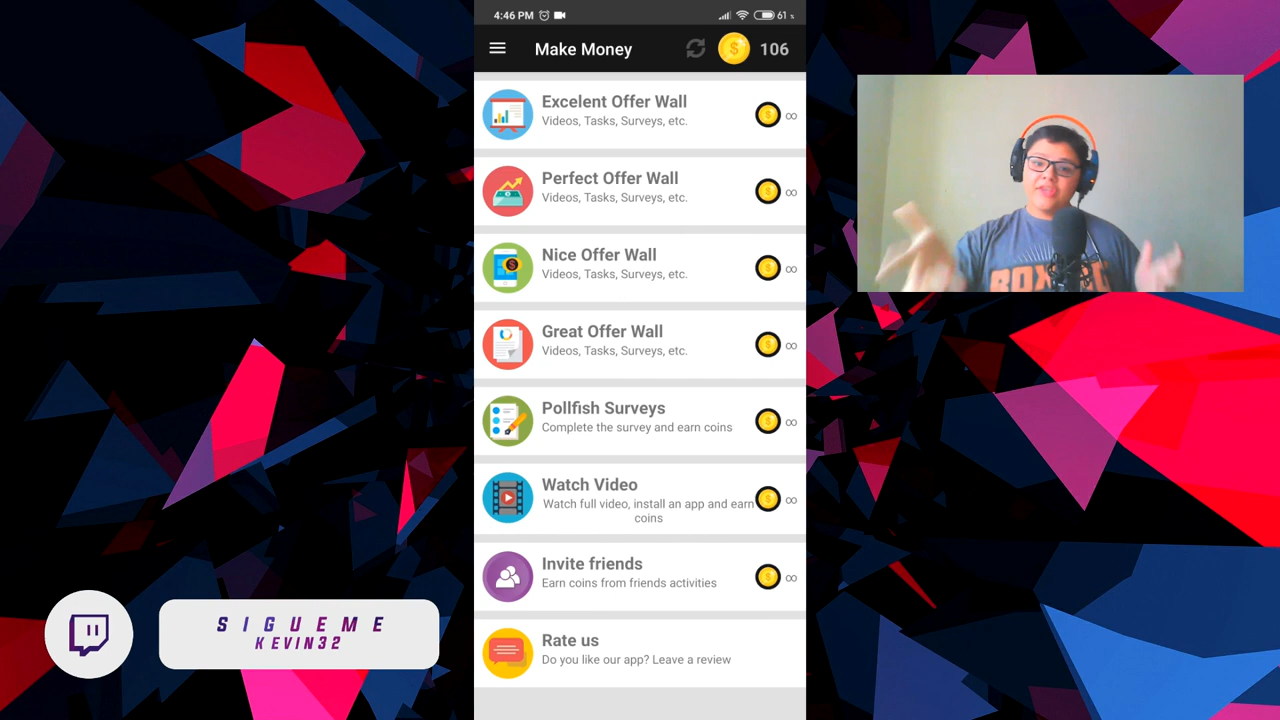 4:46 PM
61 %
Make Money
106
Excelent Offer Wall
Videos, Tasks, Surveys, etc.
∞
Perfect Offer Wall
Videos, Tasks, Surveys, etc.
∞
Nice Offer Wall
Videos, Tasks, Surveys, etc.
∞
Great Offer Wall
Videos, Tasks, Surveys, etc.
∞
Pollfish Surveys
Complete the survey and earn coins
∞
Watch Video
Watch full video, install an app and earn
coins
∞
Invite friends
Earn coins from friends activities
∞
Rate us
Do you like our app? Leave a review
SIGUEME
KEVIN32